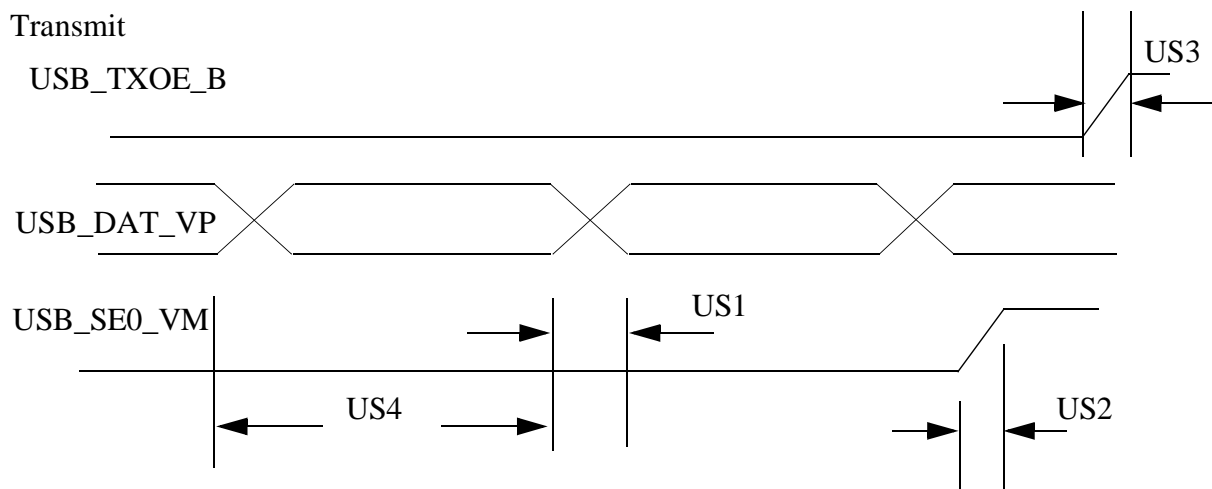 Transmit
USB_TXOE_B
US3
USB_DAT_VP
USB_SE0_VM
US1
US4
US2